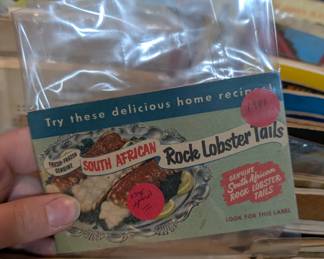 Try these delicious home recipes
FRESH-FROZEN
GENUINE
SOUTH AFRICAN
Rock Lobster Tails
GENUINE
South African
ROCK LOBSTER
TAILS
LOOK FOR THIS LABEL